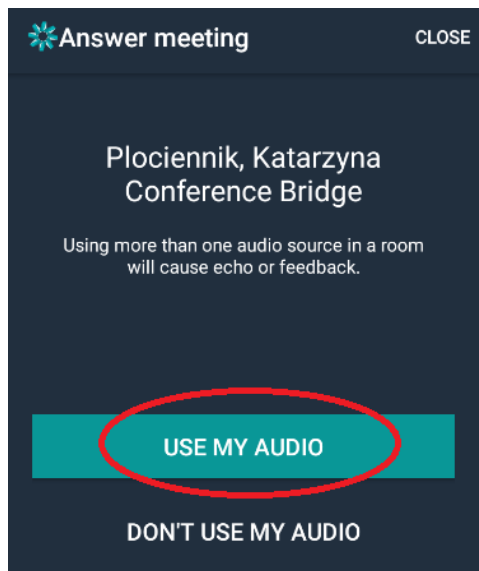 Answer meeting CLOSE
Plociennik, Katarzyna
Conference Bridge
Using more than one audio source in a room
will cause echo or feedback.
USE MY AUDIO
DON'T USE MY AUDIO